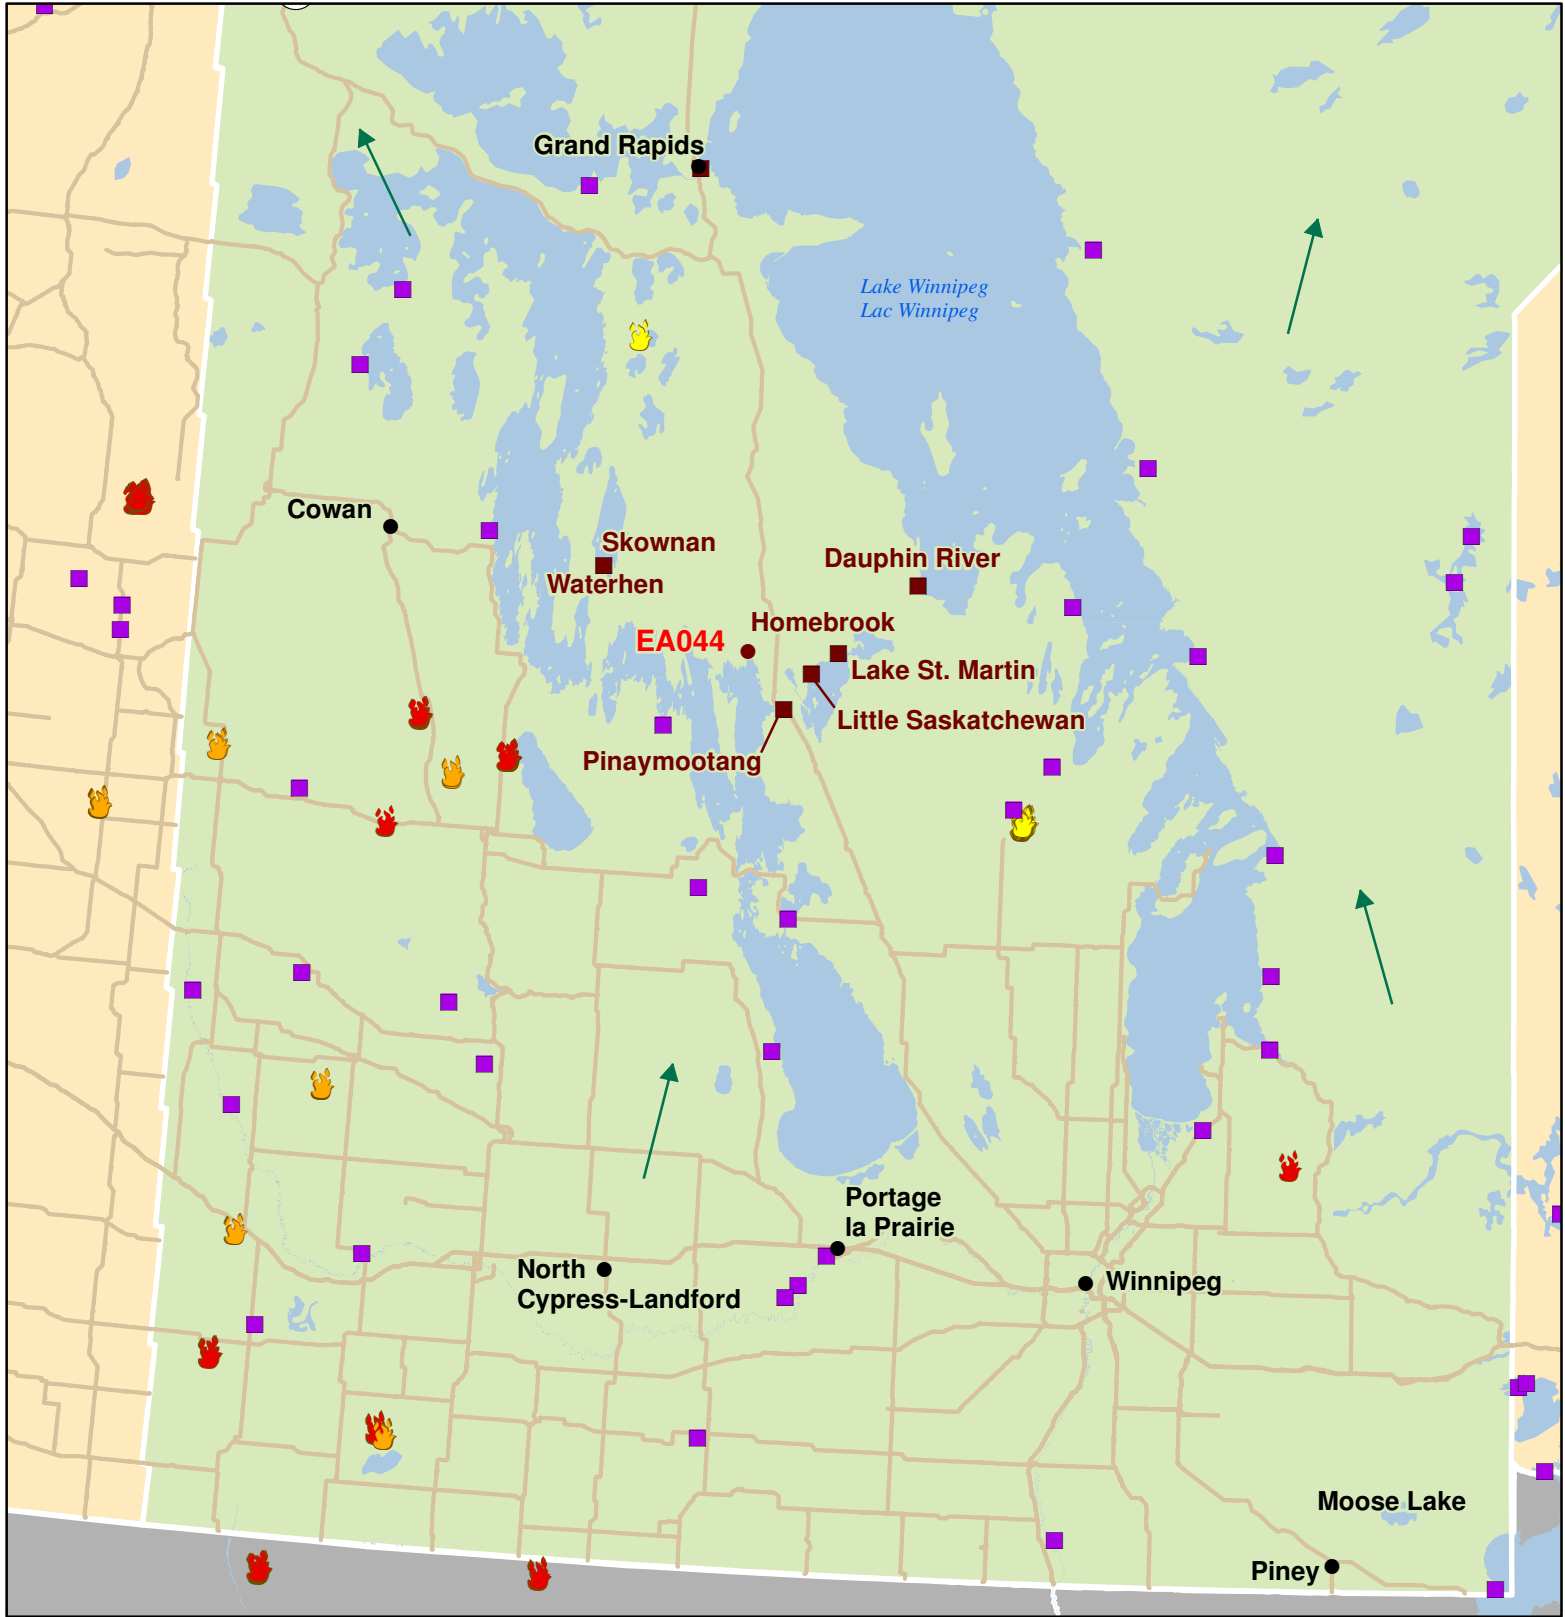 Grand Rapids
Lake Winnipeg
Lac Winnipeg
Cowan
Skownan
Waterhen
Dauphin River
Homebrook
EA044
Lake St. Martin
Little Saskatchewan
Pinaymootang
Portage
la Prairie
North
Cypress-Landford
Winnipeg
Moose Lake
Piney